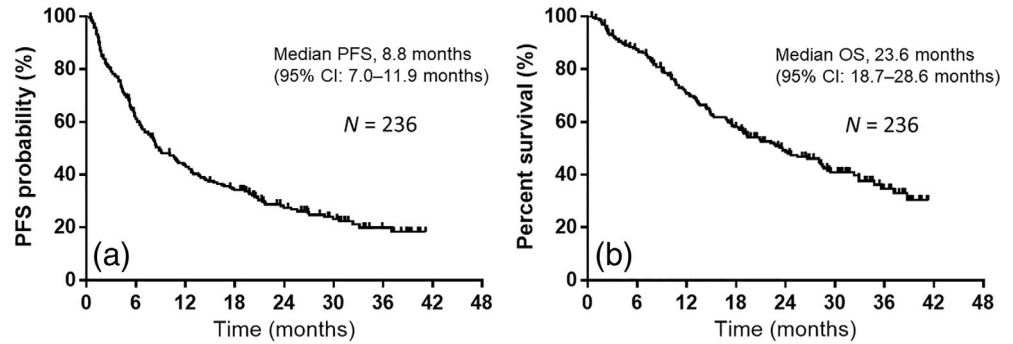 100
80
60
40
20
0
PFS probability (%)
Median PFS, 8.8 months
(95% CI: 7.0–11.9 months)
N = 236
(a)
0 6 12 18 24 30 36 42 48
Time (months)
100
80
60
40
20
0
Percent survival (%)
Median OS, 23.6 months
(95% CI: 18.7–28.6 months)
N = 236
(b)
0 6 12 18 24 30 36 42 48
Time (months)